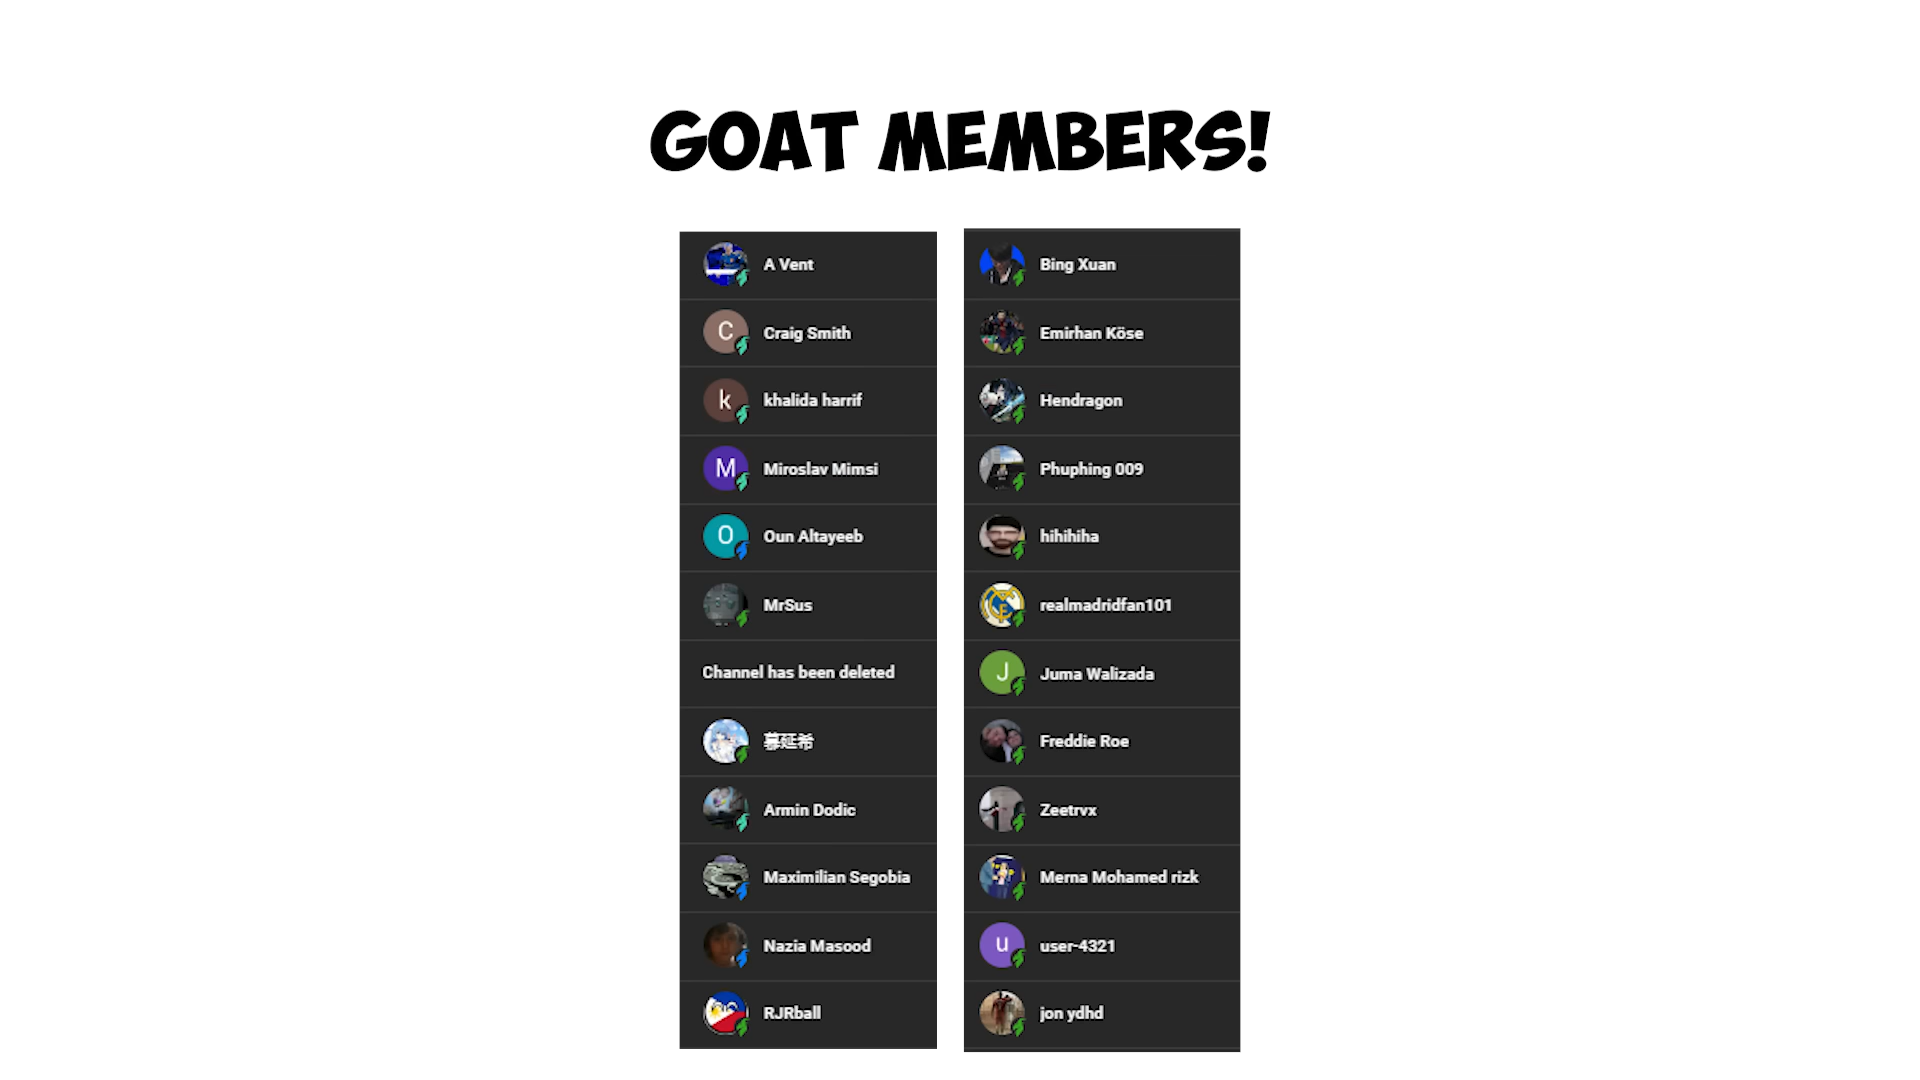 GOAT MEMBERS!
A Vent
C Craig Smith
k khalida harrif
M Miroslav Mimsi
O Oun Altayeeb
MrSus
Channel has been deleted
慕延希
Armin Dodic
Maximilian Segobia
Nazia Masood
RJRball
Bing Xuan
Emirhan Köse
Hendragon
Phuphing 009
hihihiha
realmadridfan101
J Juma Walizada
Freddie Roe
Zeetrvx
Merna Mohamed rizk
u user-4321
jon ydhd